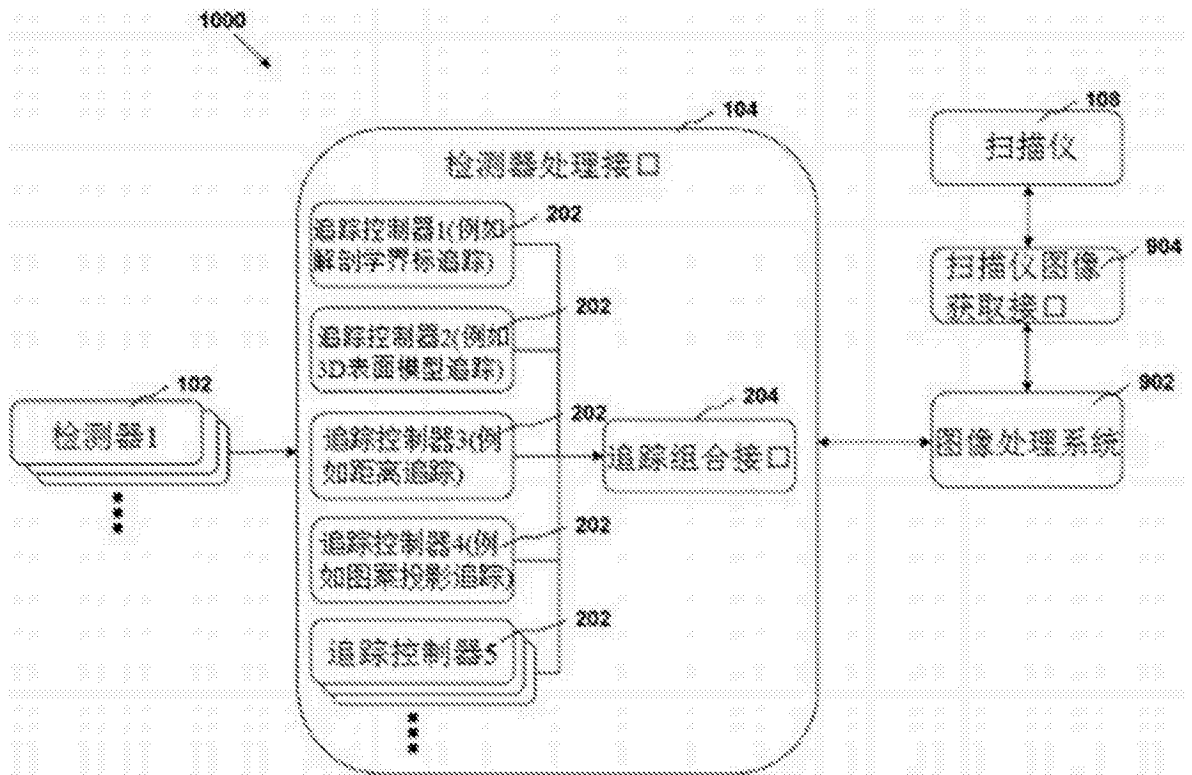 1000
104
检测器处理接口
202
追踪控制器1(例如
解剖学界标追踪)
202
追踪控制器2(例如
3D表面模型追踪)
102
检测器1
202
追踪控制器3(例
如距离追踪)
204
追踪组合接口
202
追踪控制器4(例
如图案投影追踪)
202
追踪控制器5
108
扫描仪
904
扫描仪图像
获取接口
902
图像处理系统